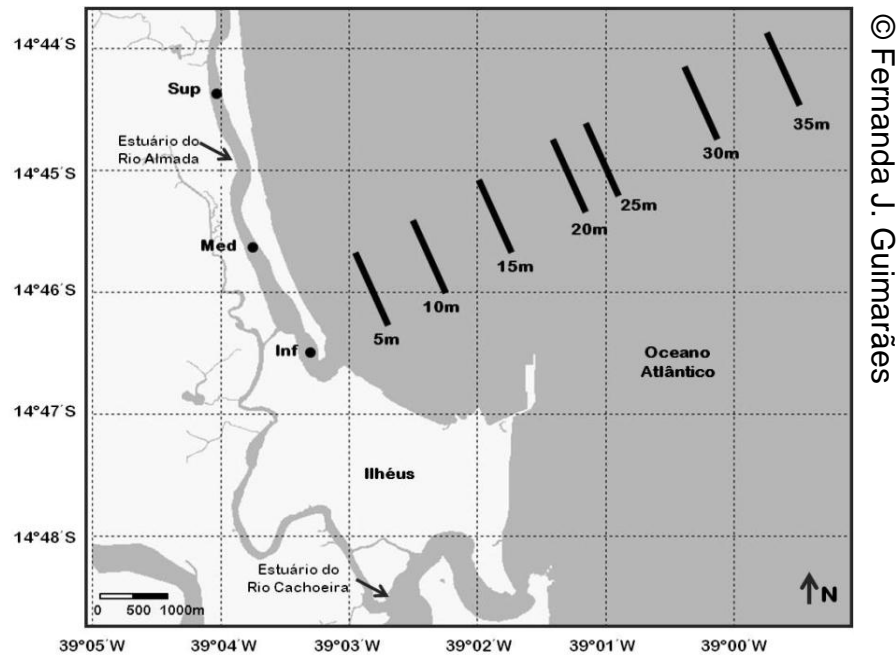 14°44'S
14°45'S
14°46'S
14°47'S
14°48'S
Sup
Estuário do
Rio Almada
Med
Inf
5m
10m
15m
20m
25m
30m
35m
Oceano
Atlântico
Ilhéus
Estuário do
Rio Cachoeira
0 500 1000m
N
39°05'W
39°04'W
39°03'W
39°02'W
39°01'W
39°00'W
© Fernanda J. Guimarães